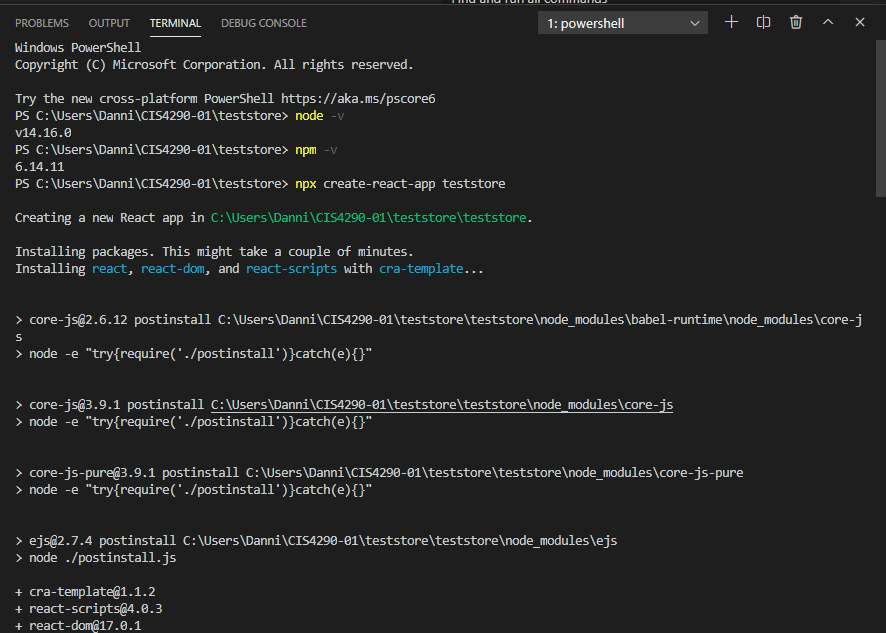 Find and run all commands
PROBLEMS OUTPUT TERMINAL DEBUG CONSOLE 1: powershell
Windows PowerShell
Copyright (C) Microsoft Corporation. All rights reserved.
Try the new cross-platform PowerShell https://aka.ms/pscore6
PS C:\Users\Danni\CIS4290-01\teststore> node -v
v14.16.0
PS C:\Users\Danni\CIS4290-01\teststore> npm -v
6.14.11
PS C:\Users\Danni\CIS4290-01\teststore> npx create-react-app teststore
Creating a new React app in C:\Users\Danni\CIS4290-01\teststore\teststore.
Installing packages. This might take a couple of minutes.
Installing react, react-dom, and react-scripts with cra-template...
> core-js@2.6.12 postinstall C:\Users\Danni\CIS4290-01\teststore\teststore\node_modules\babel-runtime\node_modules\core-j
s
> node -e "try{require('./postinstall')}catch(e){}"
> core-js@3.9.1 postinstall C:\Users\Danni\CIS4290-01\teststore\teststore\node_modules\core-js
> node -e "try{require('./postinstall')}catch(e){}"
> core-js-pure@3.9.1 postinstall C:\Users\Danni\CIS4290-01\teststore\teststore\node_modules\core-js-pure
> node -e "try{require('./postinstall')}catch(e){}"
> ejs@2.7.4 postinstall C:\Users\Danni\CIS4290-01\teststore\teststore\node_modules\ejs
> node ./postinstall.js
+ cra-template@1.1.2
+ react-scripts@4.0.3
+ react-dom@17.0.1